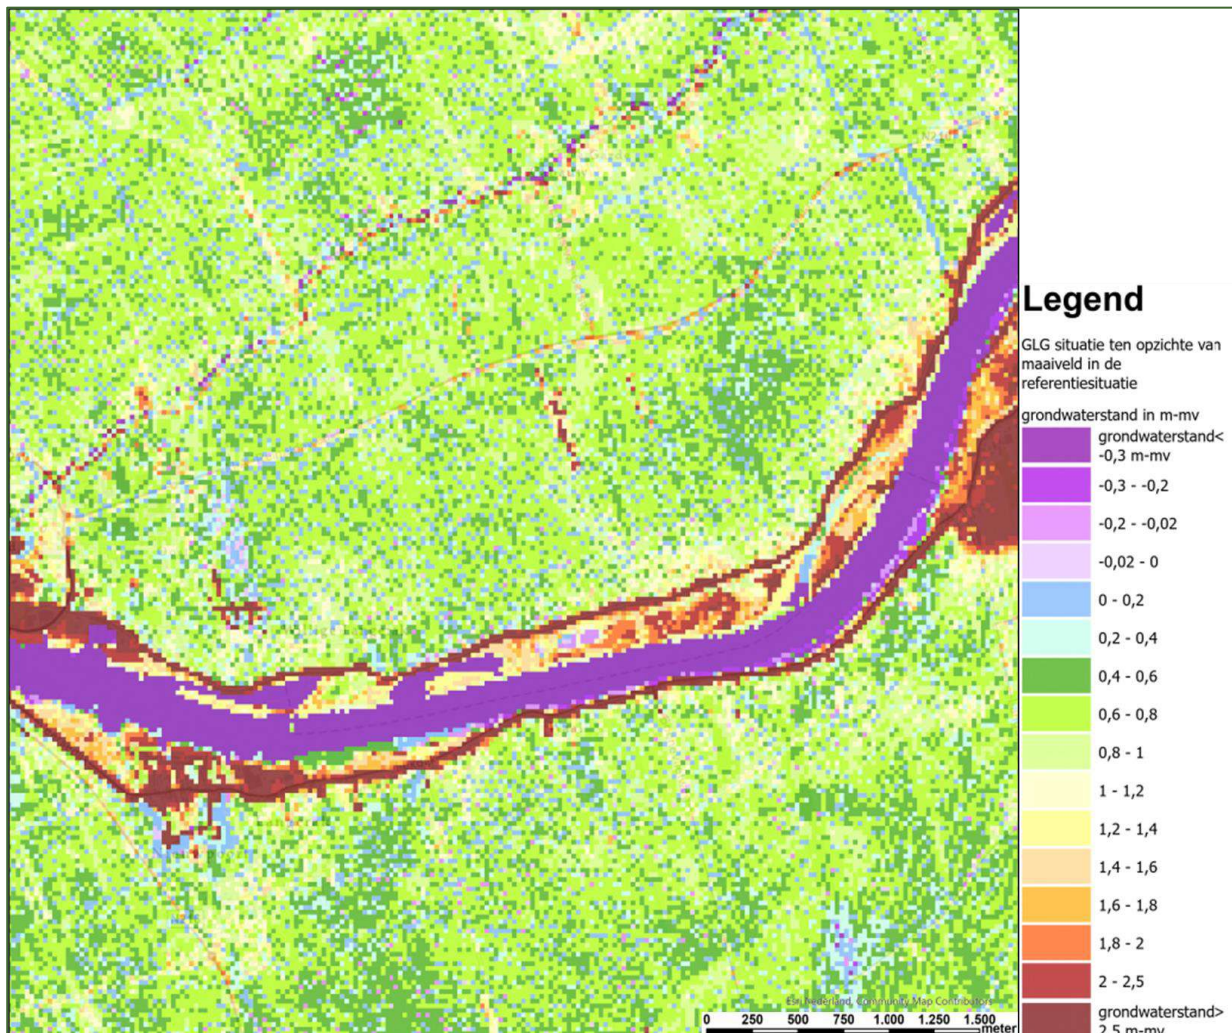 Legend
GLG situatie ten opzichte van
maaiveld in de
referentiesituatie
grondwaterstand in m-mv
grondwaterstand<
-0,3 m-mv
-0,3 - -0,2
-0,2 - -0,02
-0,02 - 0
0 - 0,2
0,2 - 0,4
0,4 - 0,6
0,6 - 0,8
0,8 - 1
1 - 1,2
1,2 - 1,4
1,4 - 1,6
1,6 - 1,8
1,8 - 2
2 - 2,5
grondwaterstand>
2,5 m-mv
Esri Nederland, Community Map Contributors
0 250 500 750 1.000 1.250 1.500
meter